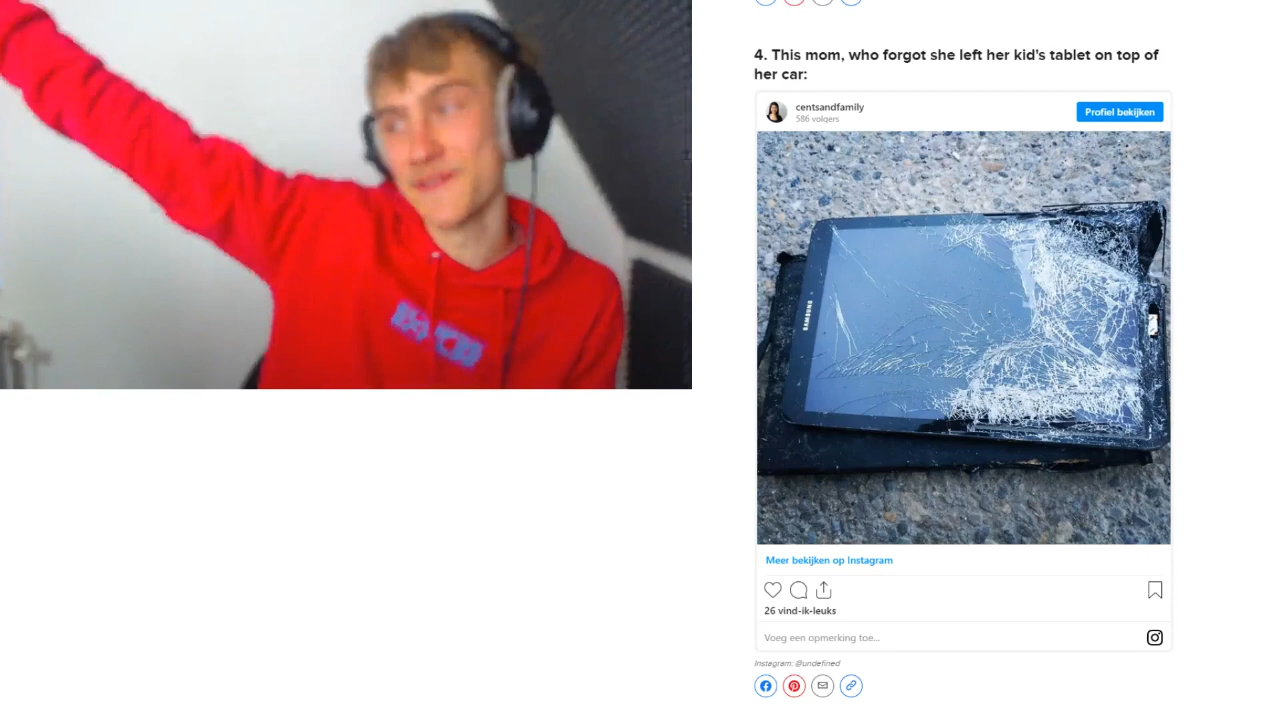 4. This mom, who forgot she left her kid's tablet on top of
her car:
centsandfamily
586 volgers
Profiel bekijken
SAMSUNG
Meer bekijken op Instagram
26 vind-ik-leuks
Voeg een opmerking toe...
Instagram: @undefined